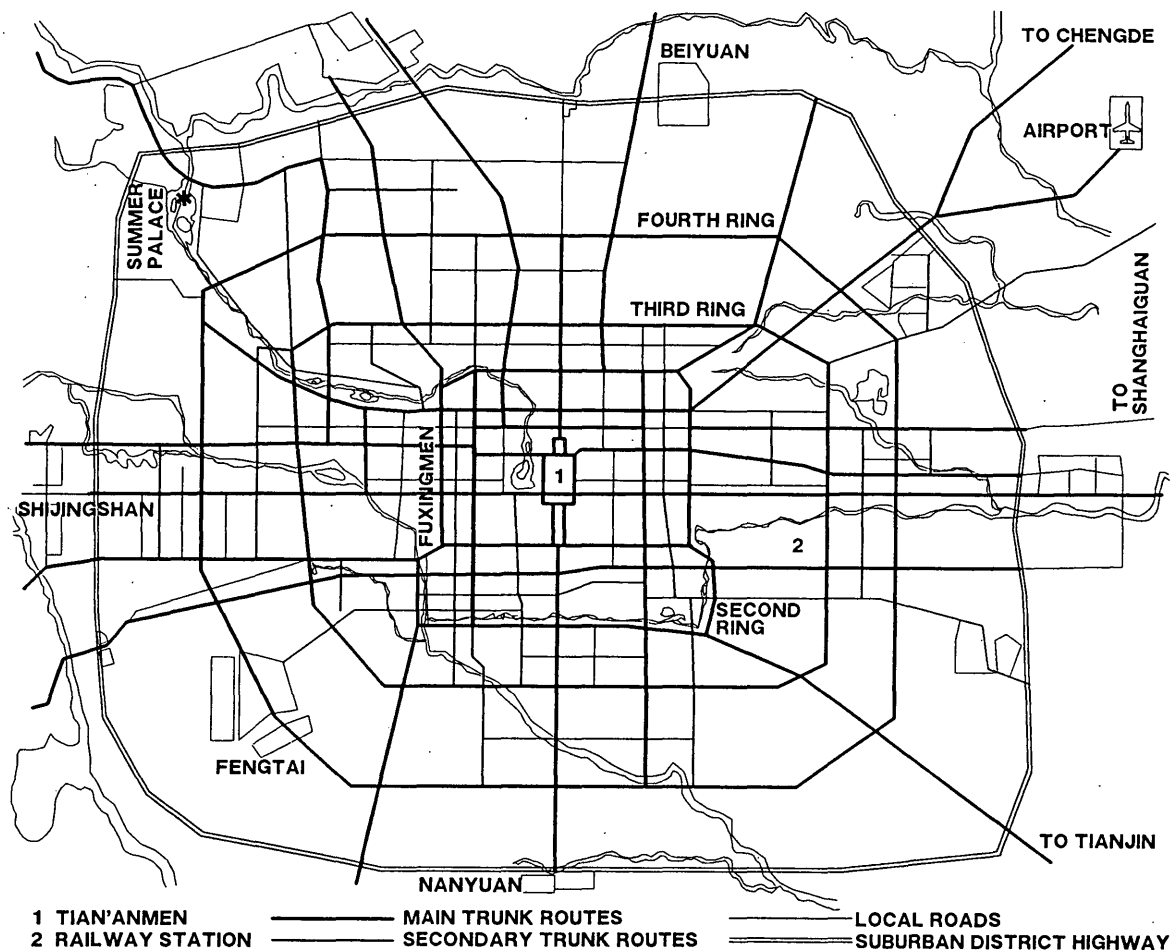 BEIYUAN
TO CHENGDE
AIRPORT
SUMMER
PALACE
FOURTH RING
THIRD RING
TO
SHANGHAIGUAN
FUXINGMEN
1
SHIJINGSHAN
2
SECOND
RING
FENGTAI
TO TIANJIN
NANYUAN
1 TIAN'ANMEN
2 RAILWAY STATION
MAIN TRUNK ROUTES
SECONDARY TRUNK ROUTES
LOCAL ROADS
SUBURBAN DISTRICT HIGHWAY